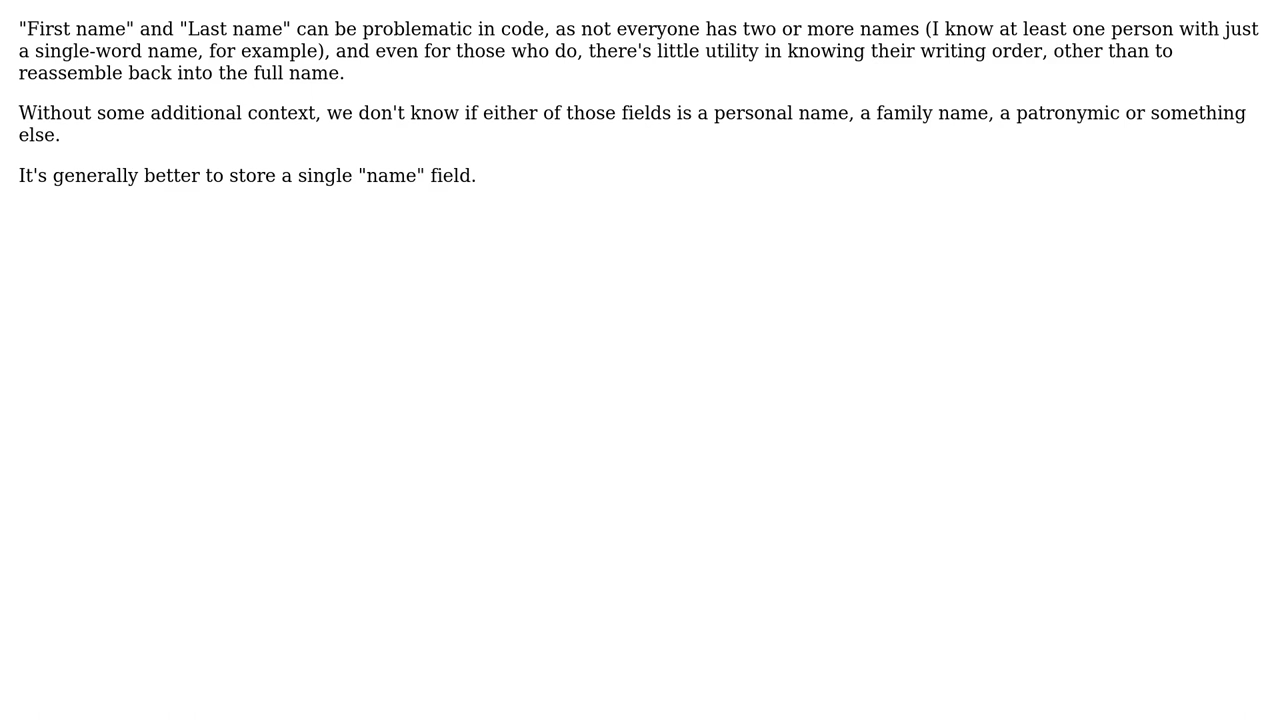 "First name" and "Last name" can be problematic in code, as not everyone has two or more names (I know at least one person with just
a single-word name, for example), and even for those who do, there's little utility in knowing their writing order, other than to
reassemble back into the full name.
Without some additional context, we don't know if either of those fields is a personal name, a family name, a patronymic or something
else.
It's generally better to store a single "name" field.